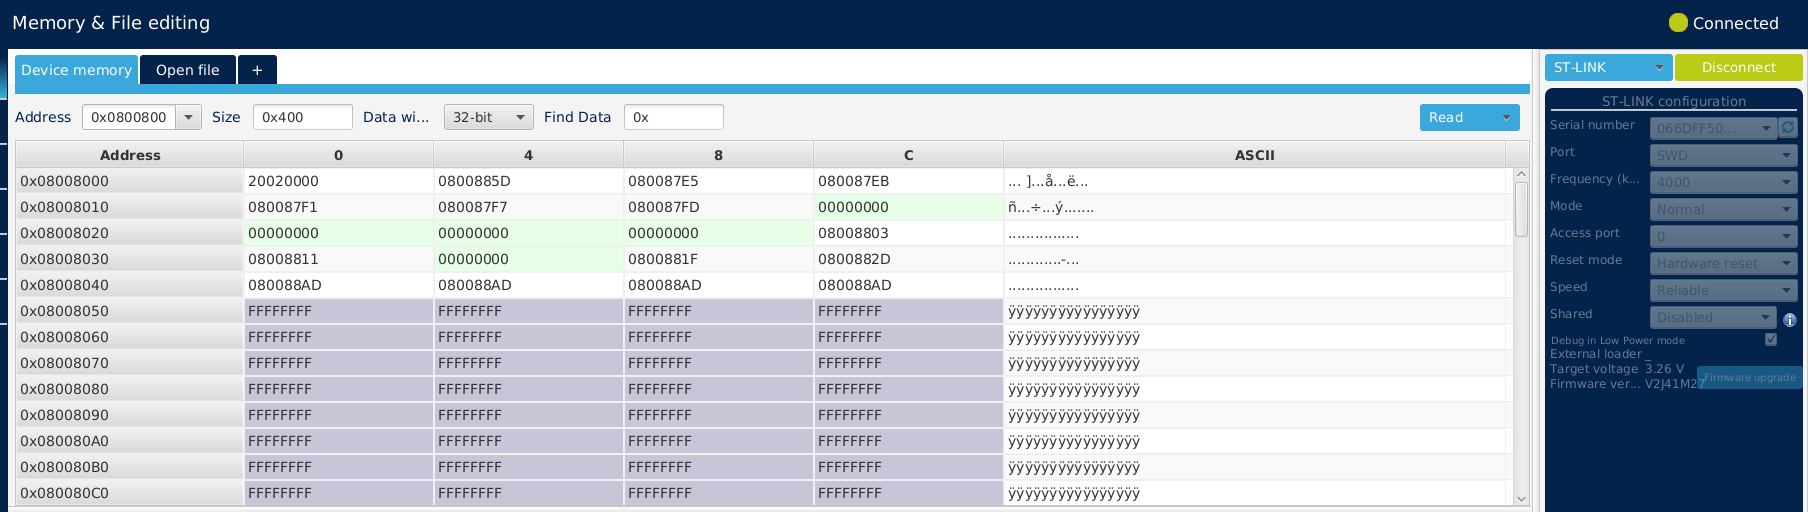 Memory & File editing
Connected
Device memory
Open file
+
Address 0x0800800 Size 0x400 Data wi... 32-bit Find Data 0x Read
Address 0 4 8 C ASCII
0x08008000 20020000 0800885D 080087E5 080087EB ... ]...å...ë...
0x08008010 080087F1 080087F7 080087FD 00000000 ñ...÷...ý.......
0x08008020 00000000 00000000 00000000 08008803 ................
0x08008030 08008811 00000000 0800881F 0800882D ............-...
0x08008040 080088AD 080088AD 080088AD 080088AD ................
0x08008050 FFFFFFFF FFFFFFFF FFFFFFFF FFFFFFFF ÿÿÿÿÿÿÿÿÿÿÿÿÿÿÿÿ
0x08008060 FFFFFFFF FFFFFFFF FFFFFFFF FFFFFFFF ÿÿÿÿÿÿÿÿÿÿÿÿÿÿÿÿ
0x08008070 FFFFFFFF FFFFFFFF FFFFFFFF FFFFFFFF ÿÿÿÿÿÿÿÿÿÿÿÿÿÿÿÿ
0x08008080 FFFFFFFF FFFFFFFF FFFFFFFF FFFFFFFF ÿÿÿÿÿÿÿÿÿÿÿÿÿÿÿÿ
0x08008090 FFFFFFFF FFFFFFFF FFFFFFFF FFFFFFFF ÿÿÿÿÿÿÿÿÿÿÿÿÿÿÿÿ
0x080080A0 FFFFFFFF FFFFFFFF FFFFFFFF FFFFFFFF ÿÿÿÿÿÿÿÿÿÿÿÿÿÿÿÿ
0x080080B0 FFFFFFFF FFFFFFFF FFFFFFFF FFFFFFFF ÿÿÿÿÿÿÿÿÿÿÿÿÿÿÿÿ
0x080080C0 FFFFFFFF FFFFFFFF FFFFFFFF FFFFFFFF ÿÿÿÿÿÿÿÿÿÿÿÿÿÿÿÿ
ST-LINK Disconnect
ST-LINK configuration
Serial number 066DFF50...
Port SWD
Frequency (k... 4000
Mode Normal
Access port 0
Reset mode Hardware reset
Speed Reliable
Shared Disabled
Debug in Low Power mode
External loader _
Target voltage 3.26 V
Firmware ver... V2J41M27 Firmware upgrade